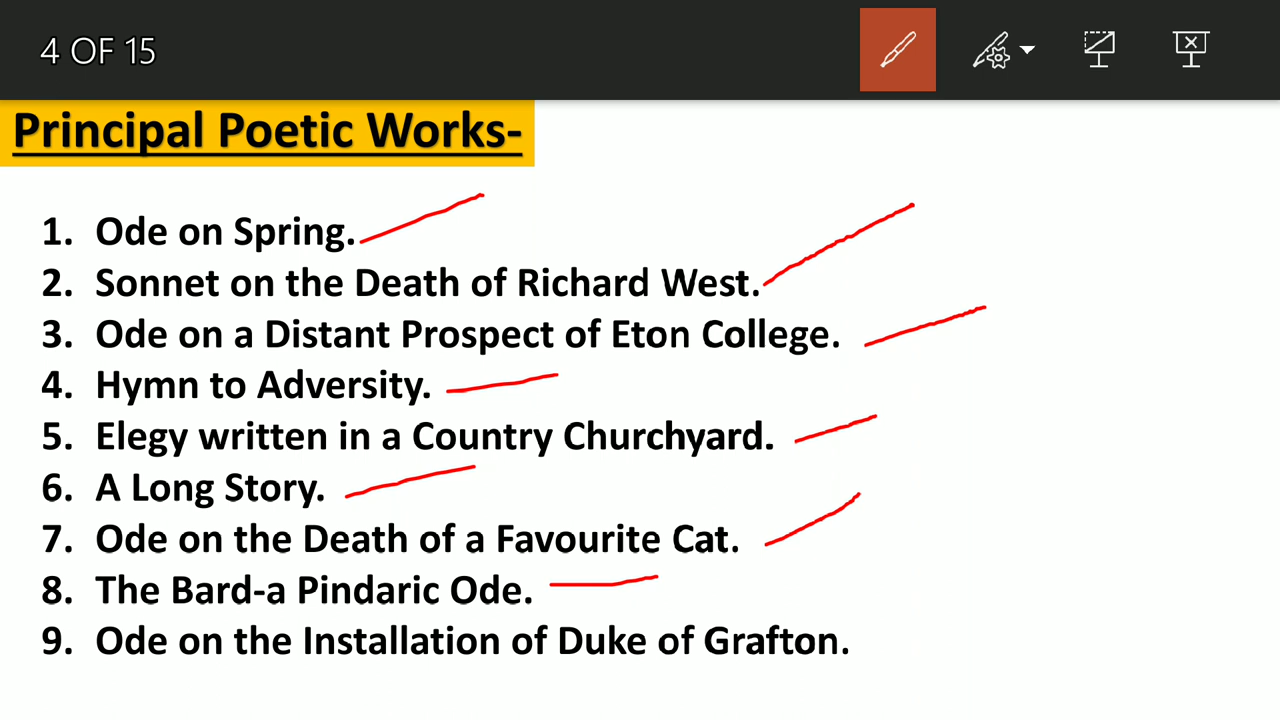 4 OF 15
Principal Poetic Works-
1. Ode on Spring.
2. Sonnet on the Death of Richard West.
3. Ode on a Distant Prospect of Eton College.
4. Hymn to Adversity.
5. Elegy written in a Country Churchyard.
6. A Long Story.
7. Ode on the Death of a Favourite Cat.
8. The Bard-a Pindaric Ode.
9. Ode on the Installation of Duke of Grafton.